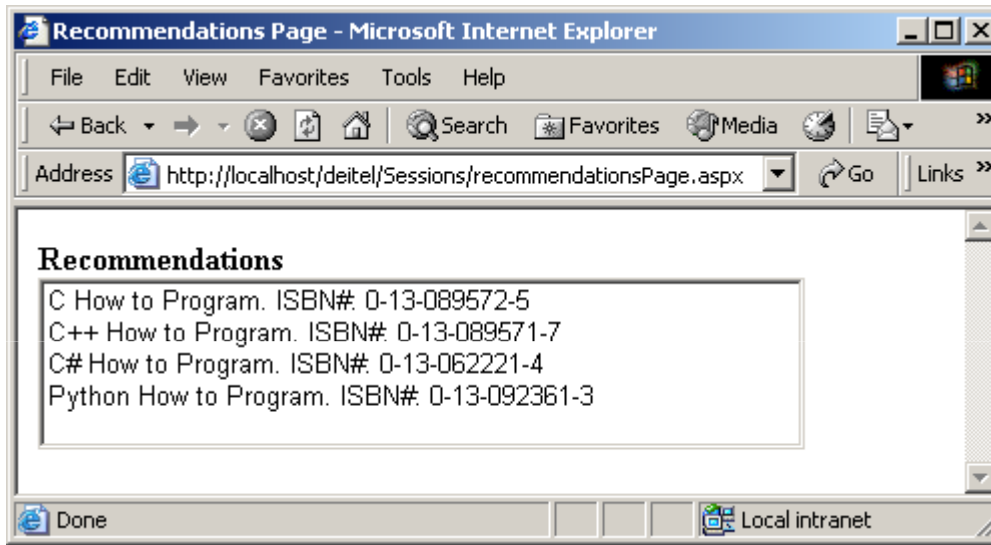 Recommendations Page - Microsoft Internet Explorer
File Edit View Favorites Tools Help
Back Search Favorites Media »
Address http://localhost/deitel/Sessions/recommendationsPage.aspx Go Links »
Recommendations
C How to Program. ISBN#: 0-13-089572-5
C++ How to Program. ISBN#: 0-13-089571-7
C# How to Program. ISBN#: 0-13-062221-4
Python How to Program. ISBN#: 0-13-092361-3
Done Local intranet